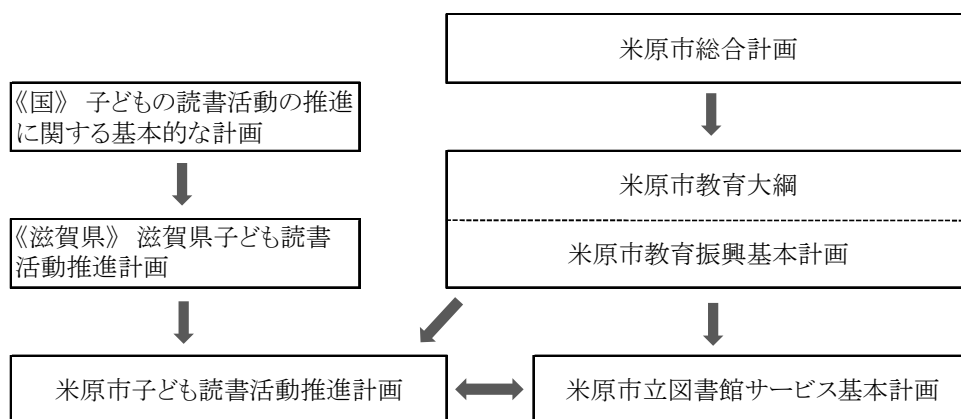 米原市総合計画
《国》 子どもの読書活動の推進
に関する基本的な計画
米原市教育大綱
《滋賀県》 滋賀県子ども読書
活動推進計画
米原市教育振興基本計画
米原市子ども読書活動推進計画
米原市立図書館サービス基本計画